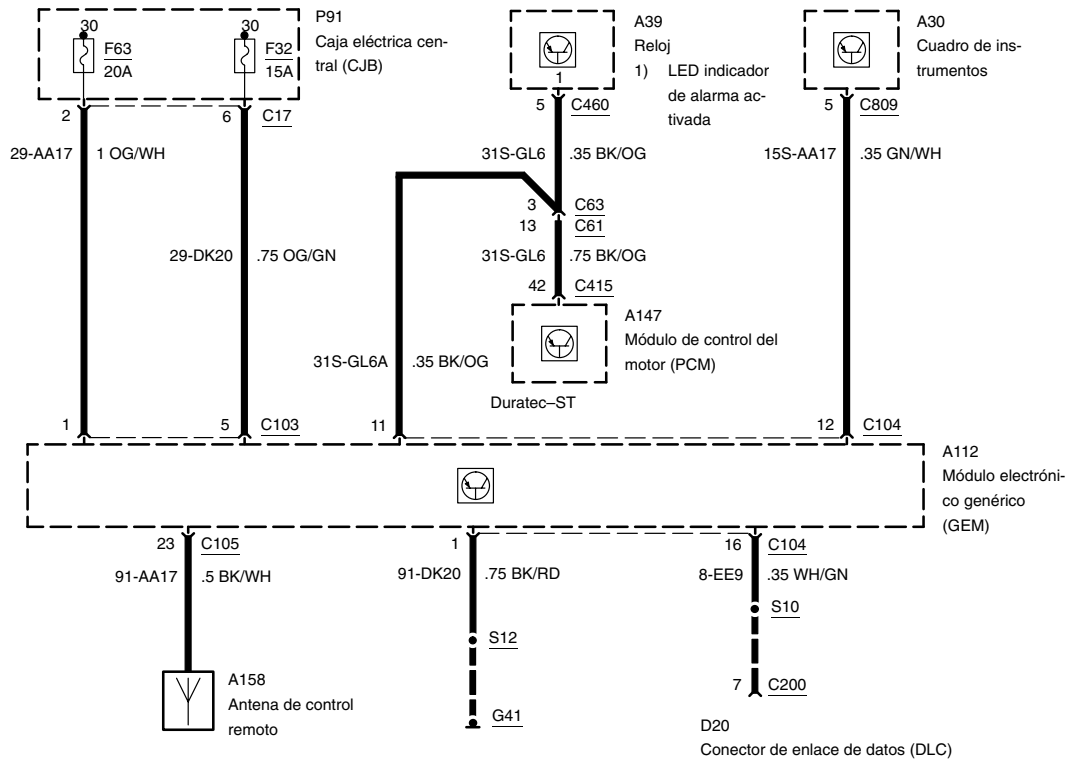 P91
Caja eléctrica cen-
tral (CJB)
30
F63
20A
30
F32
15A
A39
Reloj
1) LED indicador
de alarma ac-
tivada
1
A30
Cuadro de ins-
trumentos
2
6
C17
5
C460
5
C809
29-AA17
1 OG/WH
31S-GL6
.35 BK/OG
15S-AA17
.35 GN/WH
3
C63
13
C61
29-DK20
.75 OG/GN
31S-GL6
.75 BK/OG
42
C415
A147
Módulo de control del
motor (PCM)
31S-GL6A
.35 BK/OG
Duratec–ST
1
5
C103
11
12
C104
A112
Módulo electróni-
co genérico
(GEM)
23
C105
1
16
C104
91-AA17
.5 BK/WH
91-DK20
.75 BK/RD
8-EE9
.35 WH/GN
S10
S12
A158
Antena de control
remoto
7
C200
G41
D20
Conector de enlace de datos (DLC)